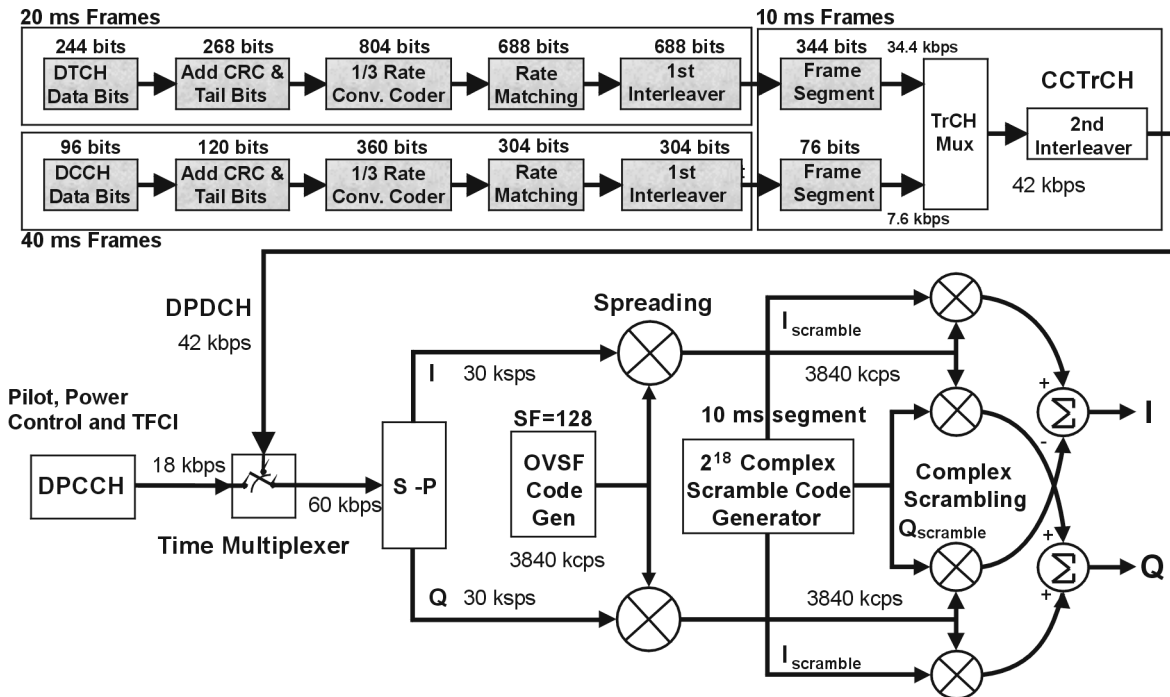 20 ms Frames
10 ms Frames
244 bits
268 bits
804 bits
688 bits
688 bits
344 bits
34.4 kbps
DTCH
Data Bits
Add CRC &
Tail Bits
1/3 Rate
Conv. Coder
Rate
Matching
1st
Interleaver
Frame
Segment
CCTrCH
TrCH
Mux
2nd
Interleaver
96 bits
120 bits
360 bits
304 bits
304 bits
76 bits
DCCH
Data Bits
Add CRC &
Tail Bits
1/3 Rate
Conv. Coder
Rate
Matching
1st
Interleaver
Frame
Segment
42 kbps
7.6 kbps
40 ms Frames
DPDCH
42 kbps
Spreading
I scramble
I
30 ksps
3840 kcps
+
Pilot, Power
Control and TFCI
SF=128
10 ms segment
Σ
I
-
DPCCH
18 kbps
60 kbps
S -P
OVSF
Code
Gen
2^18 Complex
Scramble Code
Generator
Complex
Scrambling
Time Multiplexer
3840 kcps
Qscramble
+
Σ
Q
+
Q
30 ksps
3840 kcps
I scramble